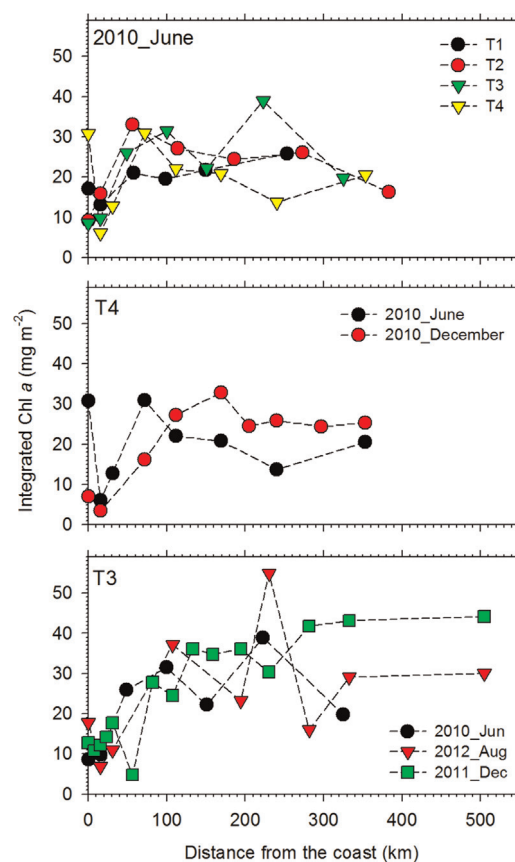 2010_June
T1
T2
T3
T4
60
50
40
30
20
10
0
T4
2010_June
2010_December
50
40
30
20
10
0
Integrated Chl a (mg m⁻²)
T3
2010_Jun
2012_Aug
2011_Dec
50
40
30
20
10
0
0 100 200 300 400 500
Distance from the coast (km)